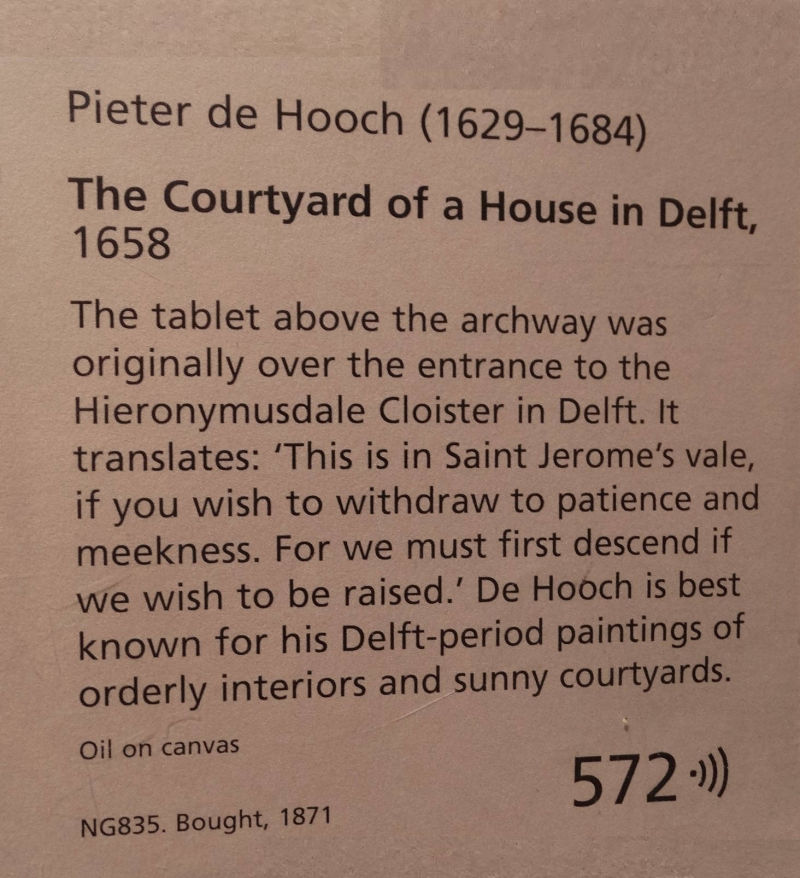 Pieter de Hooch (1629–1684)
The Courtyard of a House in Delft,
1658
The tablet above the archway was
originally over the entrance to the
Hieronymusdale Cloister in Delft. It
translates: ‘This is in Saint Jerome’s vale,
if you wish to withdraw to patience and
meekness. For we must first descend if
we wish to be raised.’ De Hooch is best
known for his Delft-period paintings of
orderly interiors and sunny courtyards.
Oil on canvas
572
NG835. Bought, 1871